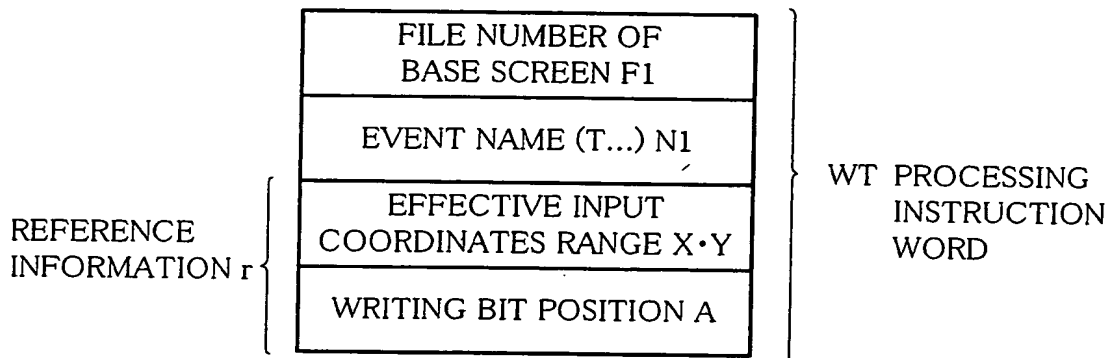 FILE NUMBER OF
BASE SCREEN F1
EVENT NAME (T...) N1
EFFECTIVE INPUT
COORDINATES RANGE X·Y
WRITING BIT POSITION A
REFERENCE
INFORMATION r
WT PROCESSING
INSTRUCTION
WORD